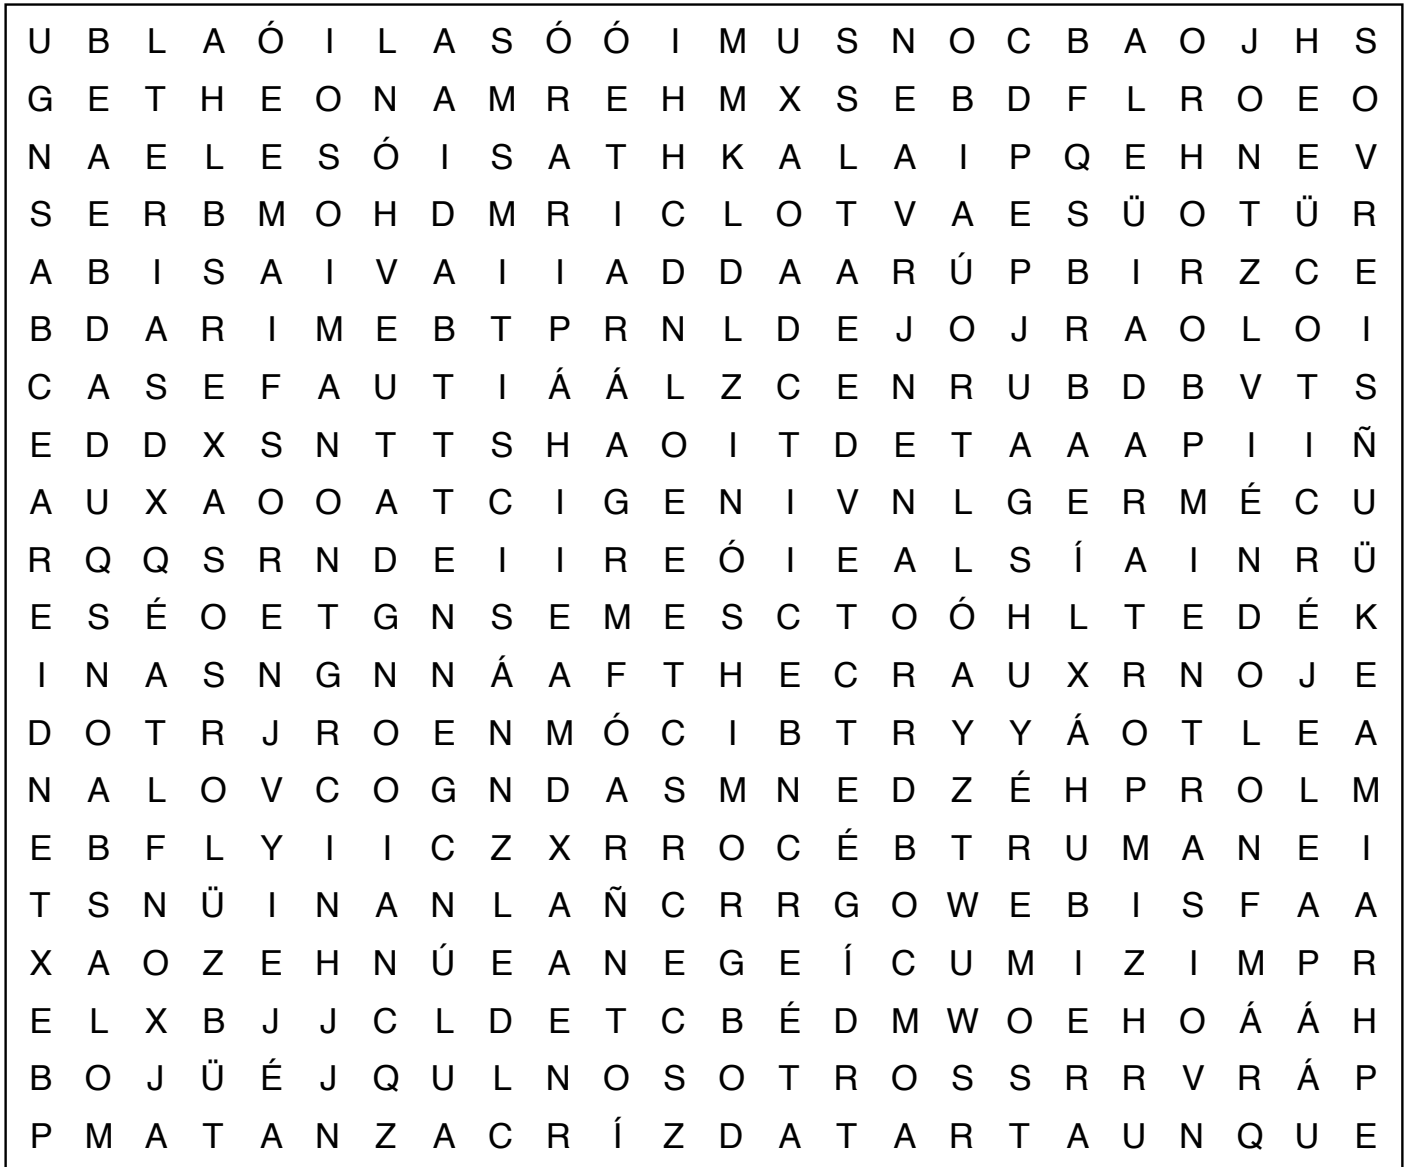 U B L A Ó I L A S Ó Ó I M U S N O C B A O J H S
G E T H E O N A M R E H M X S E B D F L R O E O
N A E L E S Ó I S A T H K A L A I P Q E H N E V
S E R B M O H D M R I C L O T V A E S Ü O T Ü R
A B I S A I V A I I A D D A A R Ú P B I R Z C E
B D A R I M E B T P R N L D E J O J R A O L O I
C A S E F A U T I Á Á L Z C E N R U B D B V T S
E D D X S N T T S H A O I T D E T A A A P I I Ñ
A U X A O O A T C I G E N I V N L G E R M É C U
R Q Q S R N D E I I R E Ó I E A L S Í A I N R Ü
E S É O E T G N S E M E S C T O Ó H L T E D É K
I N A S N G N N Á A F T H E C R A U X R N O J E
D O T R J R O E N M Ó C I B T R Y Y Á O T L E A
N A L O V C O G N D A S M N E D Z É H P R O L M
E B F L Y I I C Z X R R O C É B T R U M A N E I
T S N Ü I N A N L A Ñ C R R G O W E B I S F A A
X A O Z E H N Ú E A N E G E Í C U M I Z I M P R
E L X B J J C L D E T C B É D M W O E H O Á Á H
B O J Ü É J Q U L N O S O T R O S S R R V R Á P
P M A T A N Z A C R Í Z D A T A R T A U N Q U E